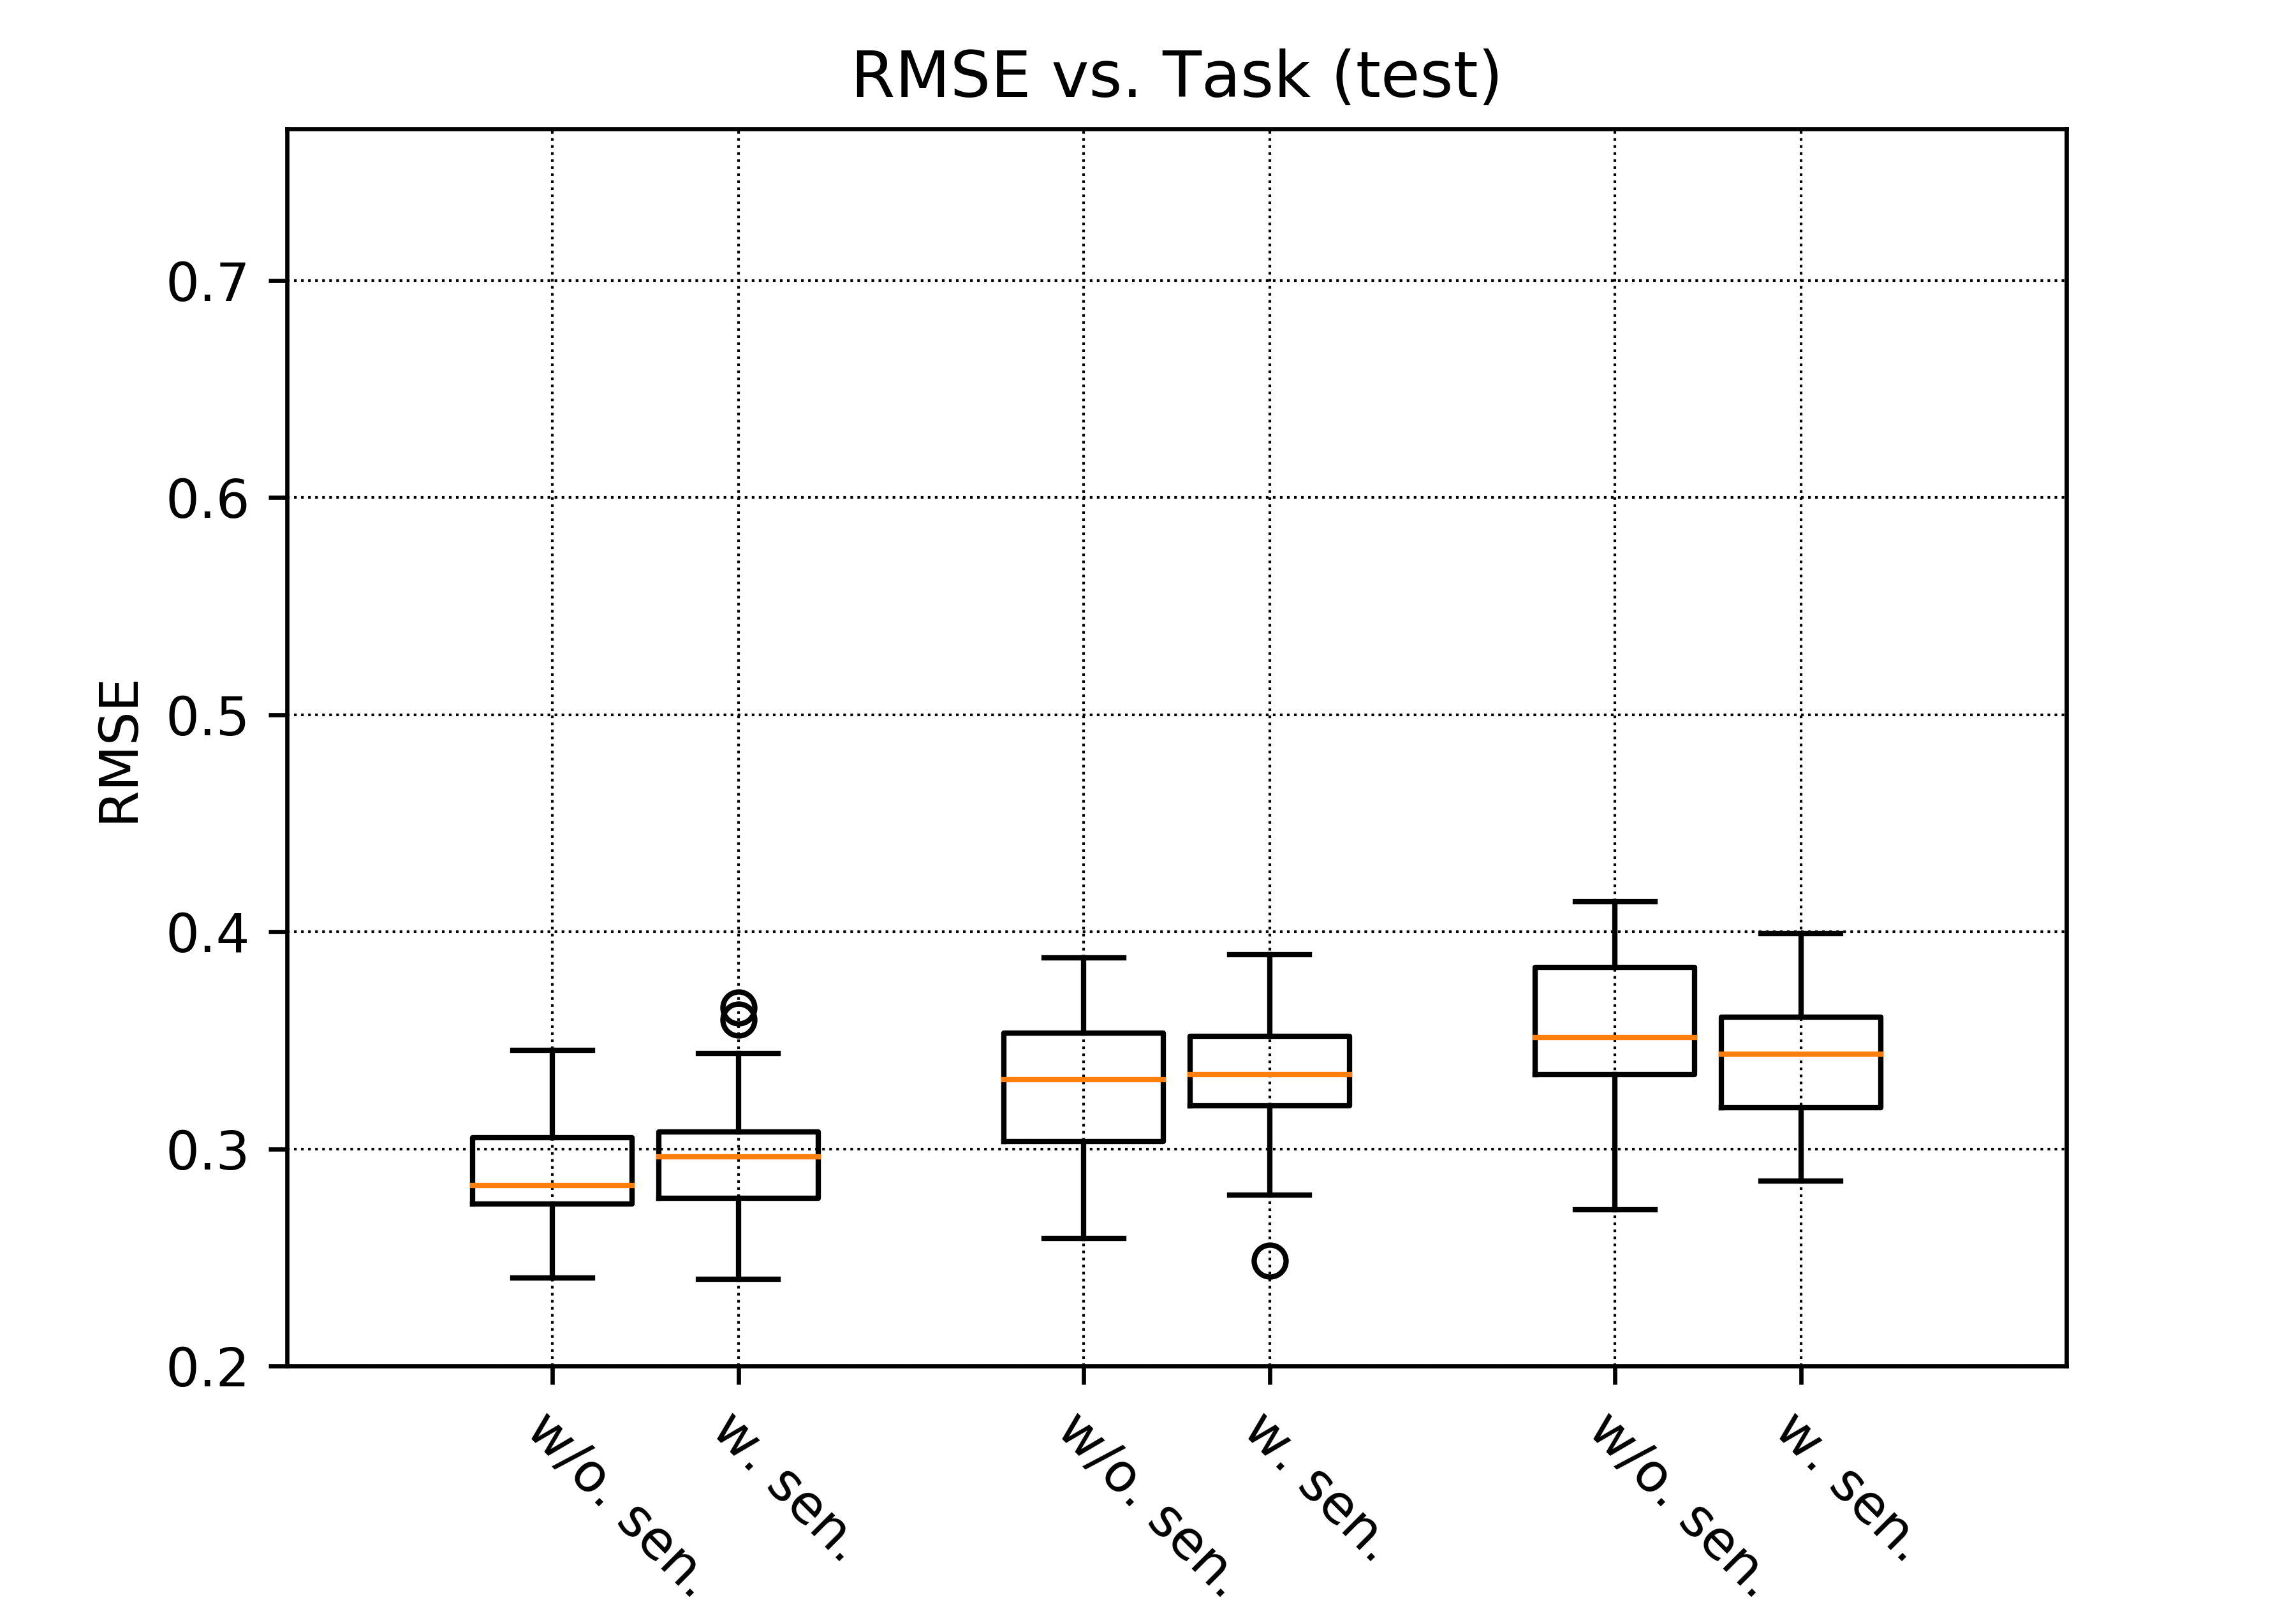 RMSE vs. Task (test)
RMSE
0.7
0.6
0.5
0.4
0.3
0.2
w/o. sen.
w. sen.
w/o. sen.
w. sen.
w/o. sen.
w. sen.